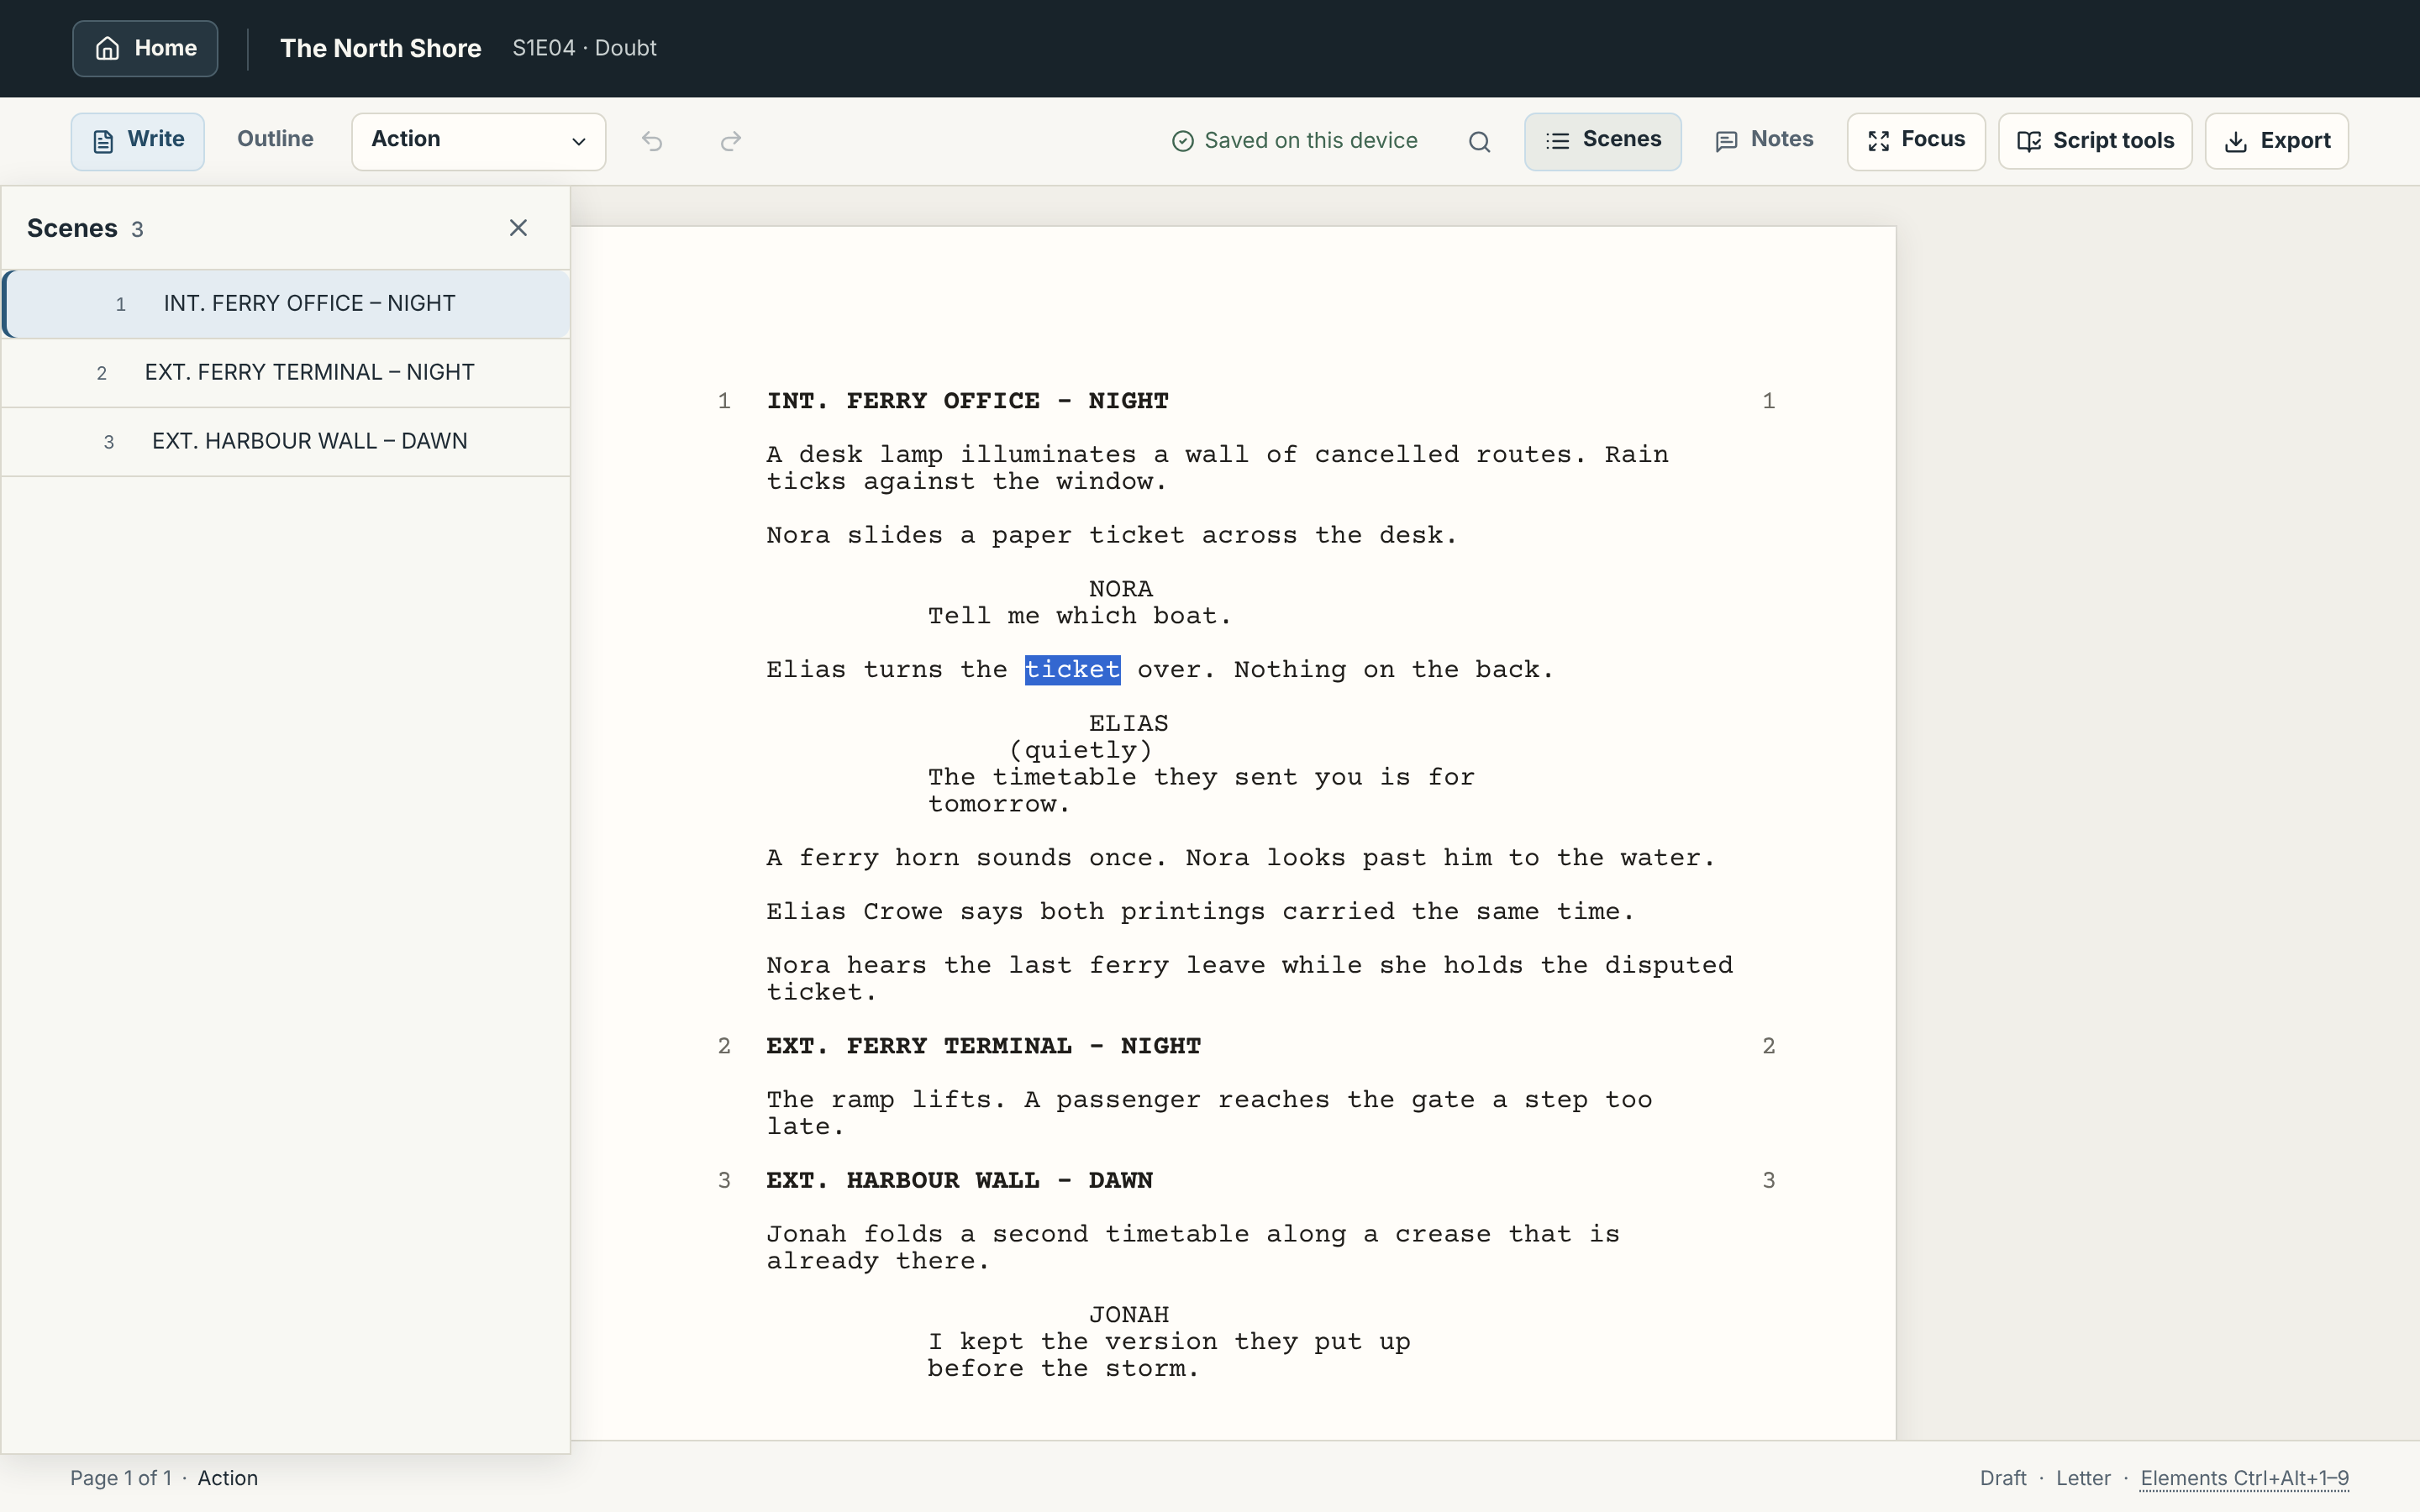 Home
The North Shore
S1E04 · Doubt
Write
Outline
Action
Saved on this device
Scenes
Notes
Focus
Script tools
Export
Scenes 3
1 INT. FERRY OFFICE – NIGHT
2 EXT. FERRY TERMINAL – NIGHT
3 EXT. HARBOUR WALL – DAWN
1 INT. FERRY OFFICE – NIGHT 1
A desk lamp illuminates a wall of cancelled routes. Rain
ticks against the window.
Nora slides a paper ticket across the desk.
NORA
Tell me which boat.
Elias turns the ticket over. Nothing on the back.
ELIAS
(quietly)
The timetable they sent you is for
tomorrow.
A ferry horn sounds once. Nora looks past him to the water.
Elias Crowe says both printings carried the same time.
Nora hears the last ferry leave while she holds the disputed
ticket.
2 EXT. FERRY TERMINAL – NIGHT 2
The ramp lifts. A passenger reaches the gate a step too
late.
3 EXT. HARBOUR WALL – DAWN 3
Jonah folds a second timetable along a crease that is
already there.
JONAH
I kept the version they put up
before the storm.
Page 1 of 1 · Action
Draft · Letter · Elements Ctrl+Alt+1–9